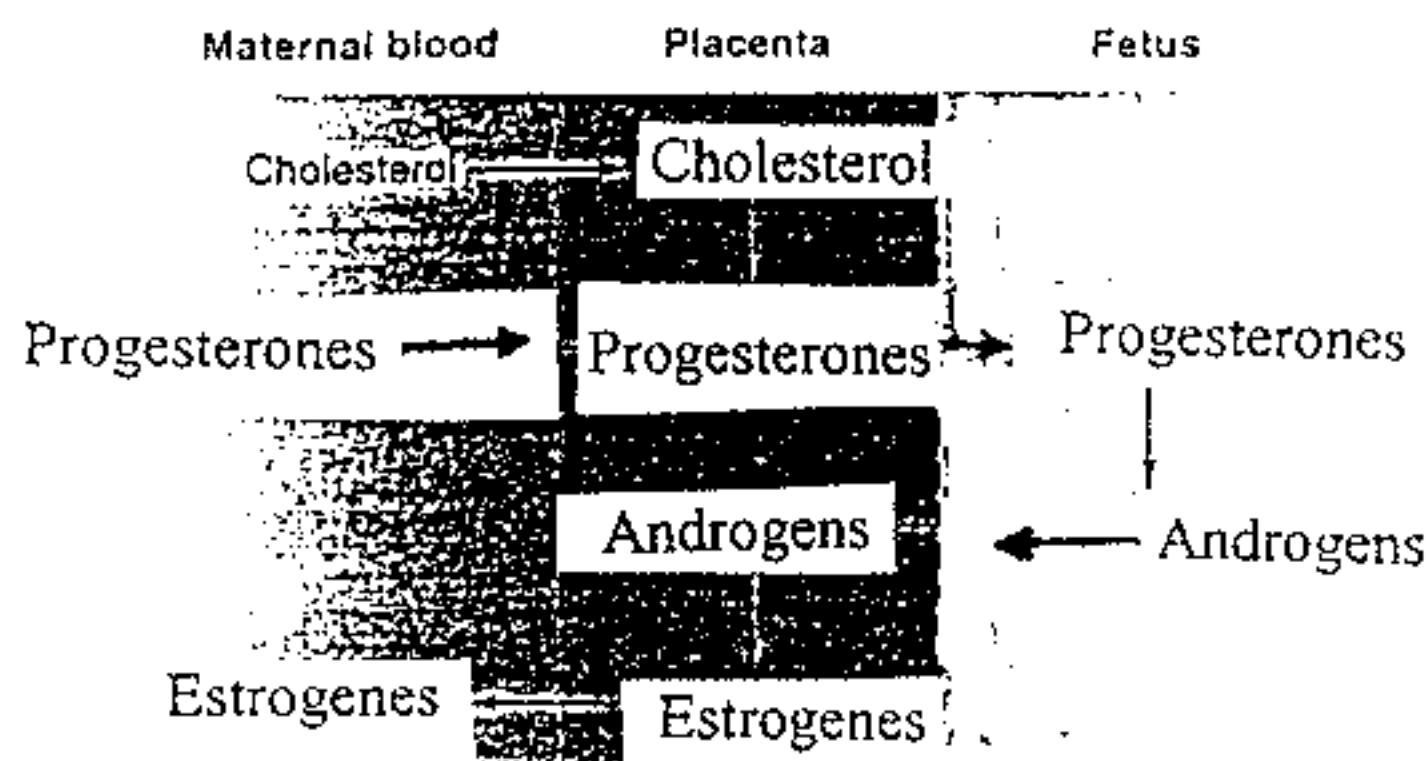 Maternal blood Placenta Fetus
Cholesterol Cholesterol
Progesterones Progesterones Progesterones
Androgens Androgens
Estrogenes Estrogenes